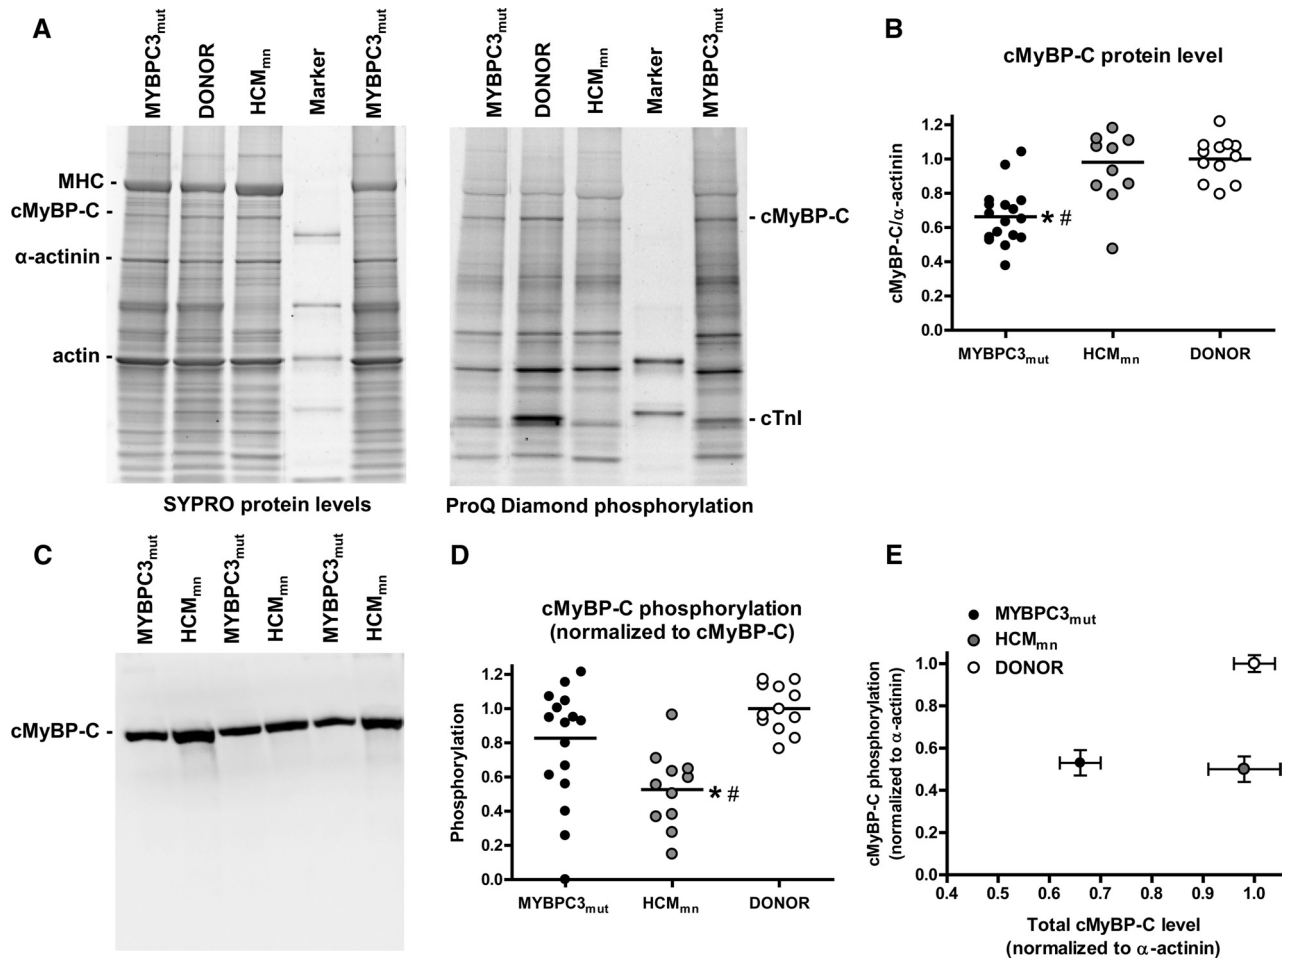 A
MYBPC3mut
DONOR
HCMmn
Marker
MYBPC3mut
MYBPC3mut
DONOR
HCMmn
Marker
MYBPC3mut
MHC -
cMyBP-C -
α-actinin -
actin -
- cMyBP-C
- cTnI
SYPRO protein levels
ProQ Diamond phosphorylation
B
cMyBP-C protein level
cMyBP-C/α-actinin
1.2
1.0
0.8
0.6
0.4
0.2
0.0
* #
MYBPC3mut
HCMmn
DONOR
C
MYBPC3mut
HCMmn
MYBPC3mut
HCMmn
MYBPC3mut
HCMmn
cMyBP-C -
D
cMyBP-C phosphorylation
(normalized to cMyBP-C)
Phosphorylation
1.2
1.0
0.8
0.6
0.4
0.2
0.0
* #
MYBPC3mut
HCMmn
DONOR
E
MYBPC3mut
HCMmn
DONOR
cMyBP-C phosphorylation
(normalized to α-actinin)
1.0
0.8
0.6
0.4
0.2
0.0
0.4 0.5 0.6 0.7 0.8 0.9 1.0
Total cMyBP-C level
(normalized to α-actinin)